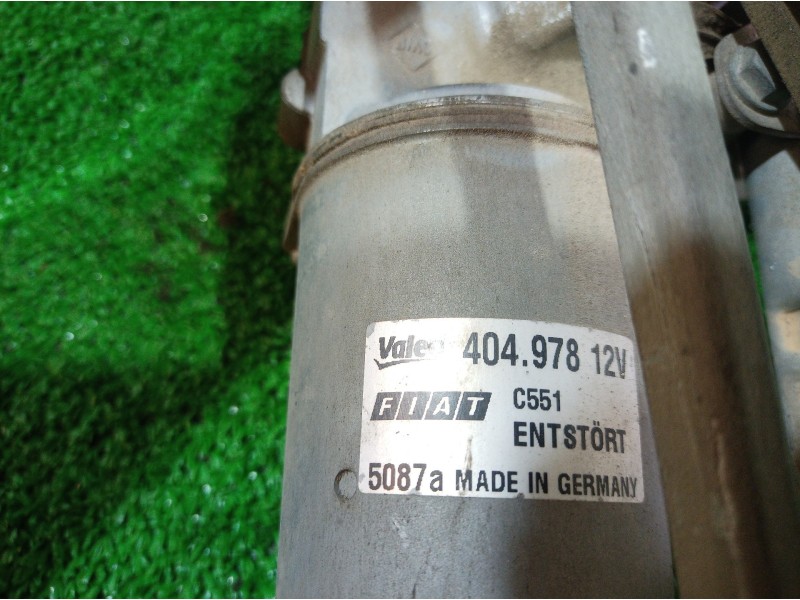 Valeo 404.978 12V
FIAT C551
ENTSTÖRT
5087a MADE IN GERMANY